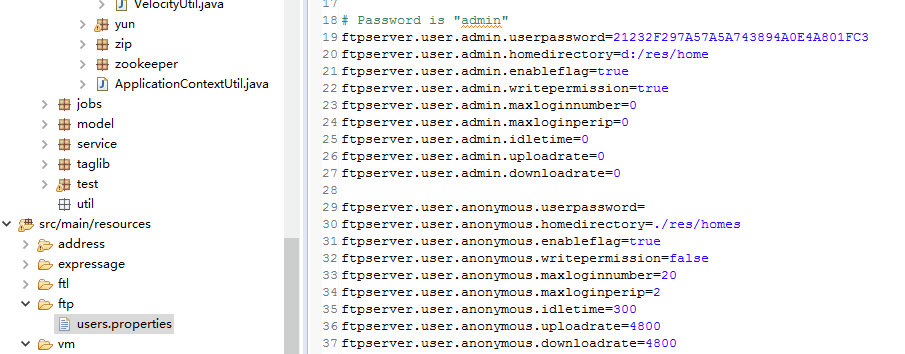 VelocityUtil.java
yun
zip
zookeeper
ApplicationContextUtil.java
jobs
model
service
taglib
test
util
src/main/resources
address
expressage
ftl
ftp
users.properties
vm
17
18 # Password is "admin"
19 ftpserver.user.admin.userpassword=21232F297A57A5A743894A0E4A801FC3
20 ftpserver.user.admin.homedirectory=d:/res/home
21 ftpserver.user.admin.enableflag=true
22 ftpserver.user.admin.writepermission=true
23 ftpserver.user.admin.maxloginnumber=0
24 ftpserver.user.admin.maxloginperip=0
25 ftpserver.user.admin.idletime=0
26 ftpserver.user.admin.uploadrate=0
27 ftpserver.user.admin.downloadrate=0
28
29 ftpserver.user.anonymous.userpassword=
30 ftpserver.user.anonymous.homedirectory=./res/homes
31 ftpserver.user.anonymous.enableflag=true
32 ftpserver.user.anonymous.writepermission=false
33 ftpserver.user.anonymous.maxloginnumber=20
34 ftpserver.user.anonymous.maxloginperip=2
35 ftpserver.user.anonymous.idletime=300
36 ftpserver.user.anonymous.uploadrate=4800
37 ftpserver.user.anonymous.downloadrate=4800